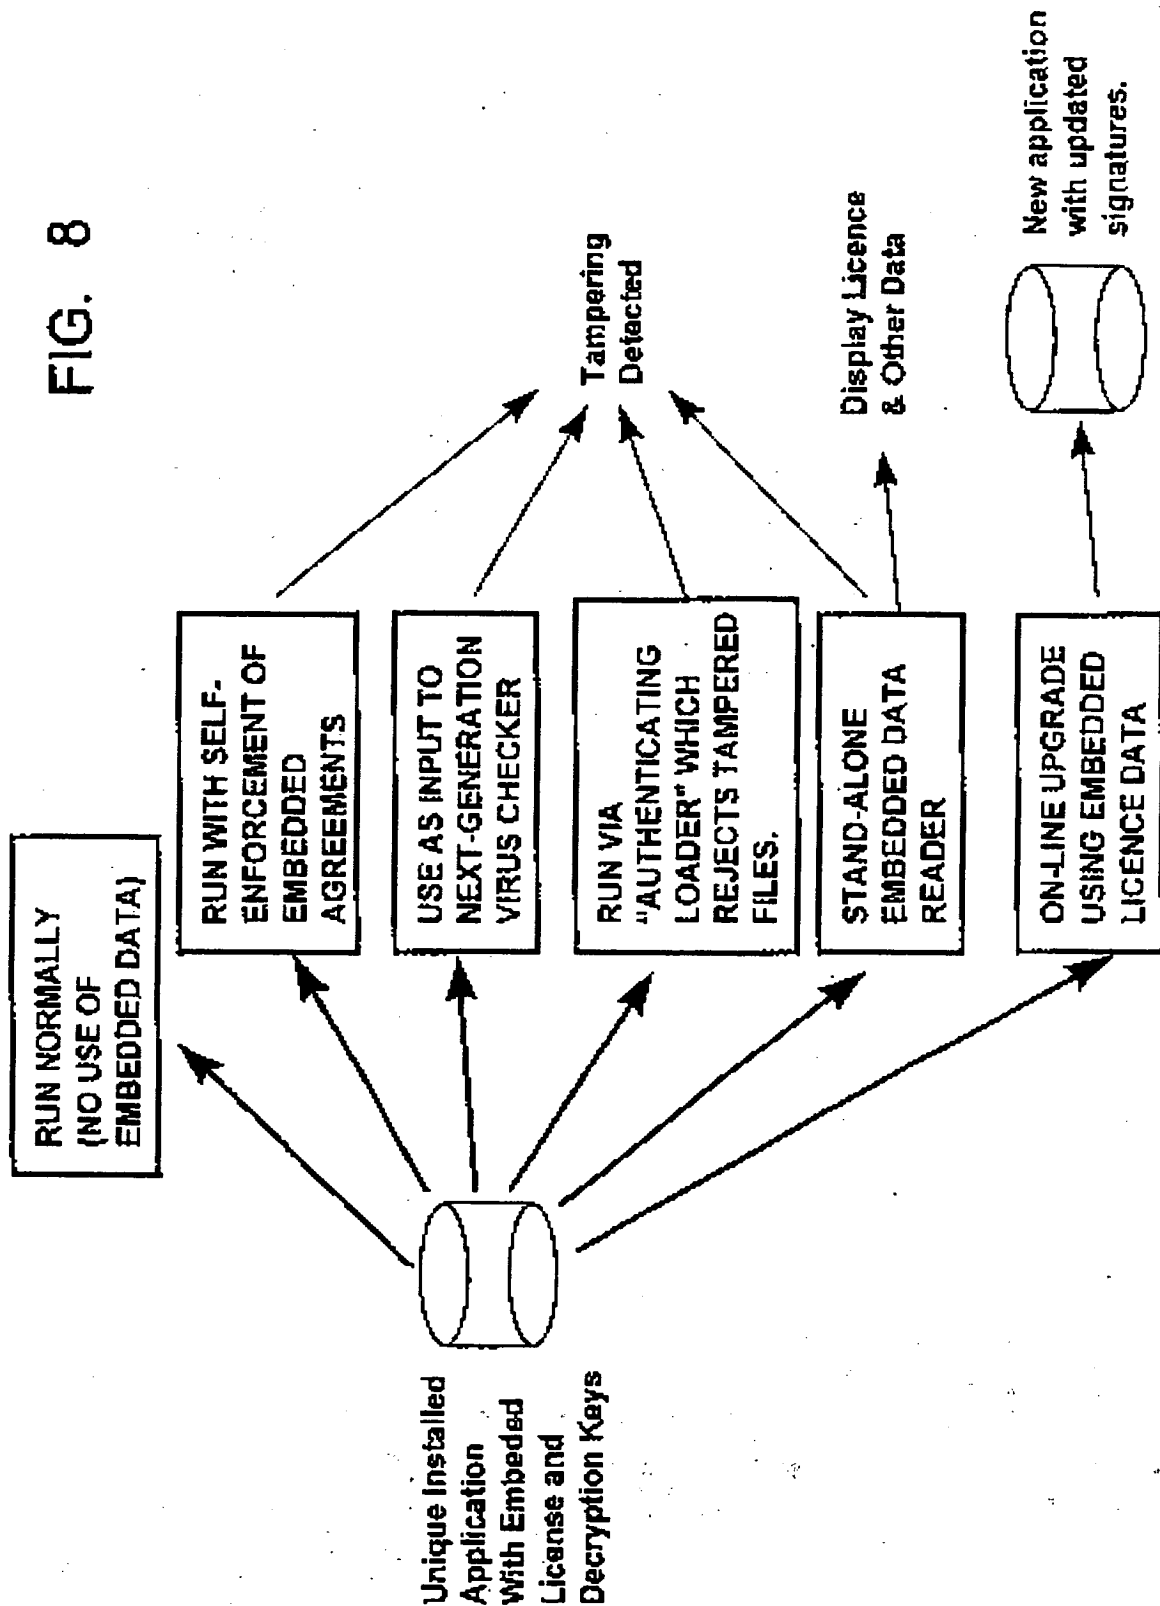 FIG. 8
Unique Installed
Application
With Embeded
License and
Decryption Keys
RUN NORMALLY
(NO USE OF
EMBEDDED DATA)
RUN WITH SELF-
ENFORCEMENT OF
EMBEDDED
AGREEMENTS
USE AS INPUT TO
NEXT-GENERATION
VIRUS CHECKER
RUN VIA
"AUTHENTICATING
LOADER" WHICH
REJECTS TAMPERED
FILES.
STAND-ALONE
EMBEDDED DATA
READER
ON-LINE UPGRADE
USING EMBEDDED
LICENCE DATA
Tampering
Detected
Display Licence
& Other Data
New application
with updated
signatures.